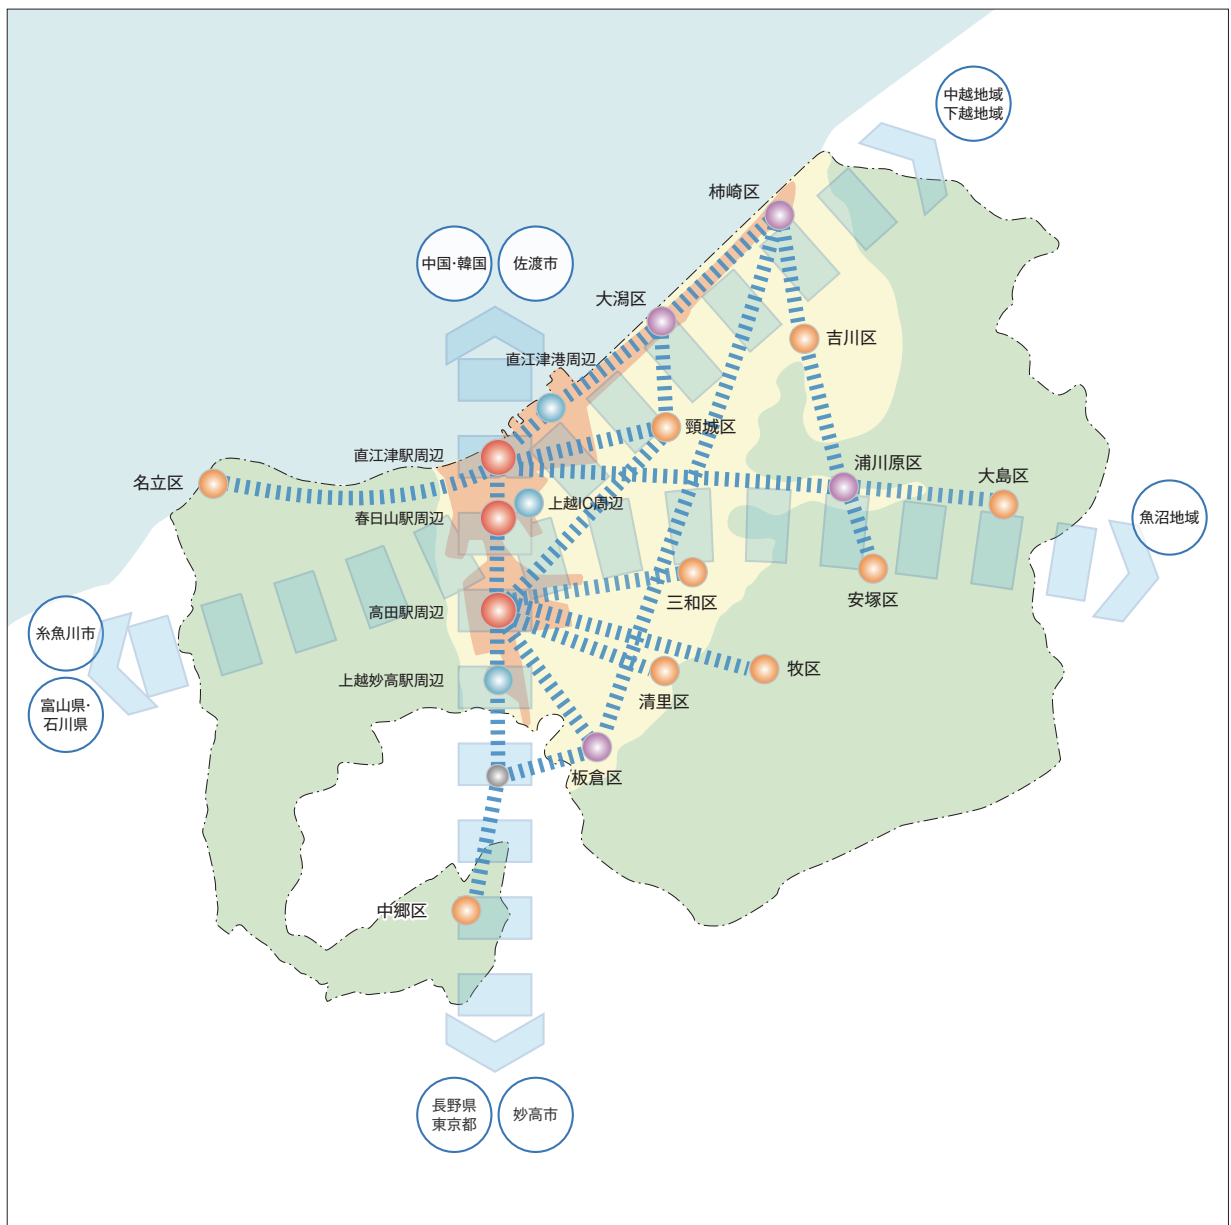 中越地域
下越地域
柿崎区
中国·韓国
佐渡市
大潟区
直江津港周辺
吉川区
頸城区
直江津駅周辺
浦川原区
大島区
名立区
上越IC周辺
春日山駅周辺
魚沼地域
安塚区
三和区
高田駅周辺
糸魚川市
牧区
上越妙高駅周辺
清里区
富山県·
石川県
板倉区
中郷区
長野県
東京都
妙高市